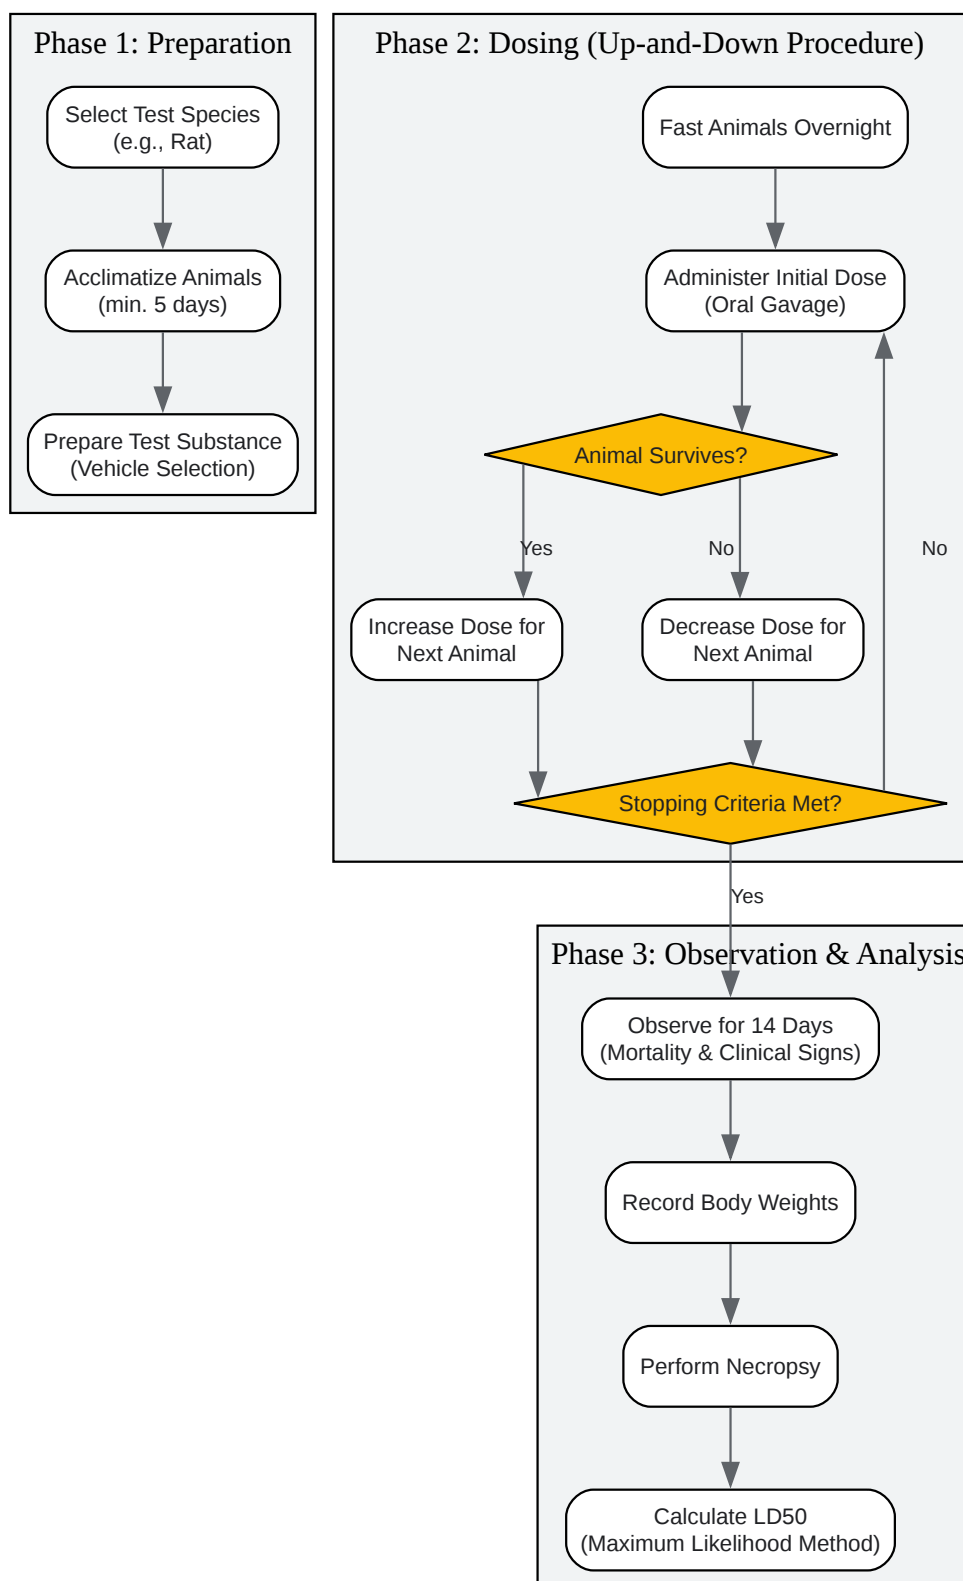 Phase 1: Preparation
Select Test Species
(e.g., Rat)
Acclimatize Animals
(min. 5 days)
Prepare Test Substance
(Vehicle Selection)
Phase 2: Dosing (Up-and-Down Procedure)
Fast Animals Overnight
Administer Initial Dose
(Oral Gavage)
Animal Survives?
Yes
No
No
Increase Dose for
Next Animal
Decrease Dose for
Next Animal
Stopping Criteria Met?
Yes
Phase 3: Observation & Analysis
Observe for 14 Days
(Mortality & Clinical Signs)
Record Body Weights
Perform Necropsy
Calculate LD50
(Maximum Likelihood Method)